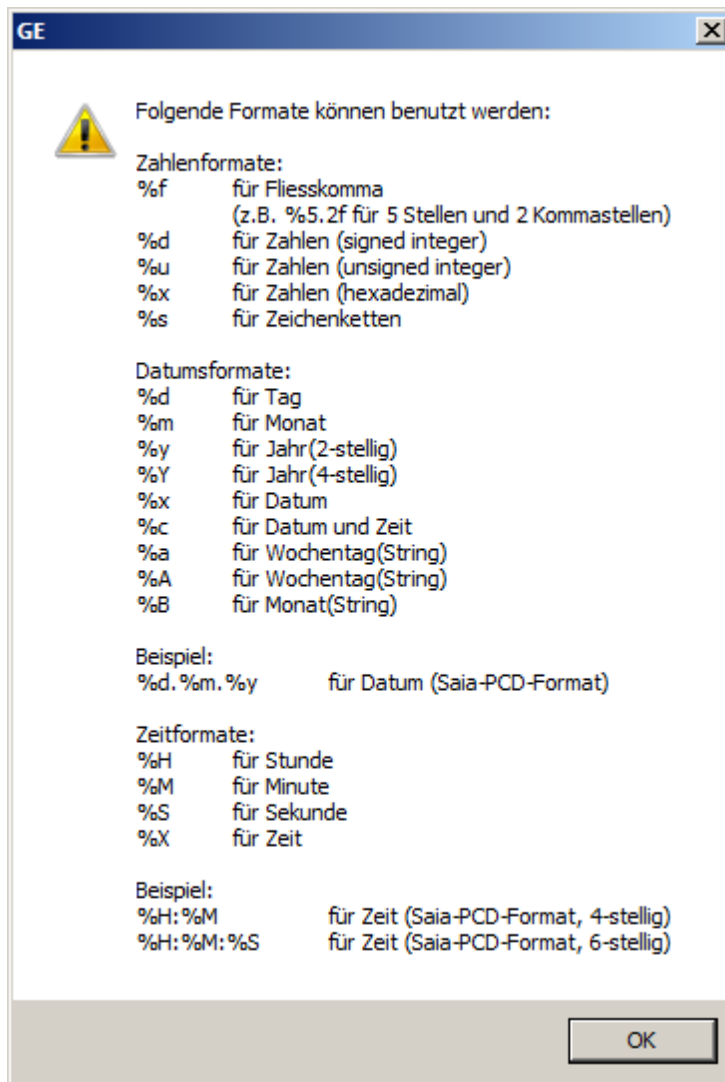 GE
Folgende Formate können benutzt werden:
Zahlenformate:
%f für Fliesskomma
(z.B. %5.2f für 5 Stellen und 2 Kommastellen)
%d für Zahlen (signed integer)
%u für Zahlen (unsigned integer)
%x für Zahlen (hexadezimal)
%s für Zeichenketten
Datumsformate:
%d für Tag
%m für Monat
%y für Jahr(2-stellig)
%Y für Jahr(4-stellig)
%x für Datum
%c für Datum und Zeit
%a für Wochentag(String)
%A für Wochentag(String)
%B für Monat(String)
Beispiel:
%d.%m.%y für Datum (Saia-PCD-Format)
Zeitformate:
%H für Stunde
%M für Minute
%S für Sekunde
%X für Zeit
Beispiel:
%H:%M für Zeit (Saia-PCD-Format, 4-stellig)
%H:%M:%S für Zeit (Saia-PCD-Format, 6-stellig)
OK